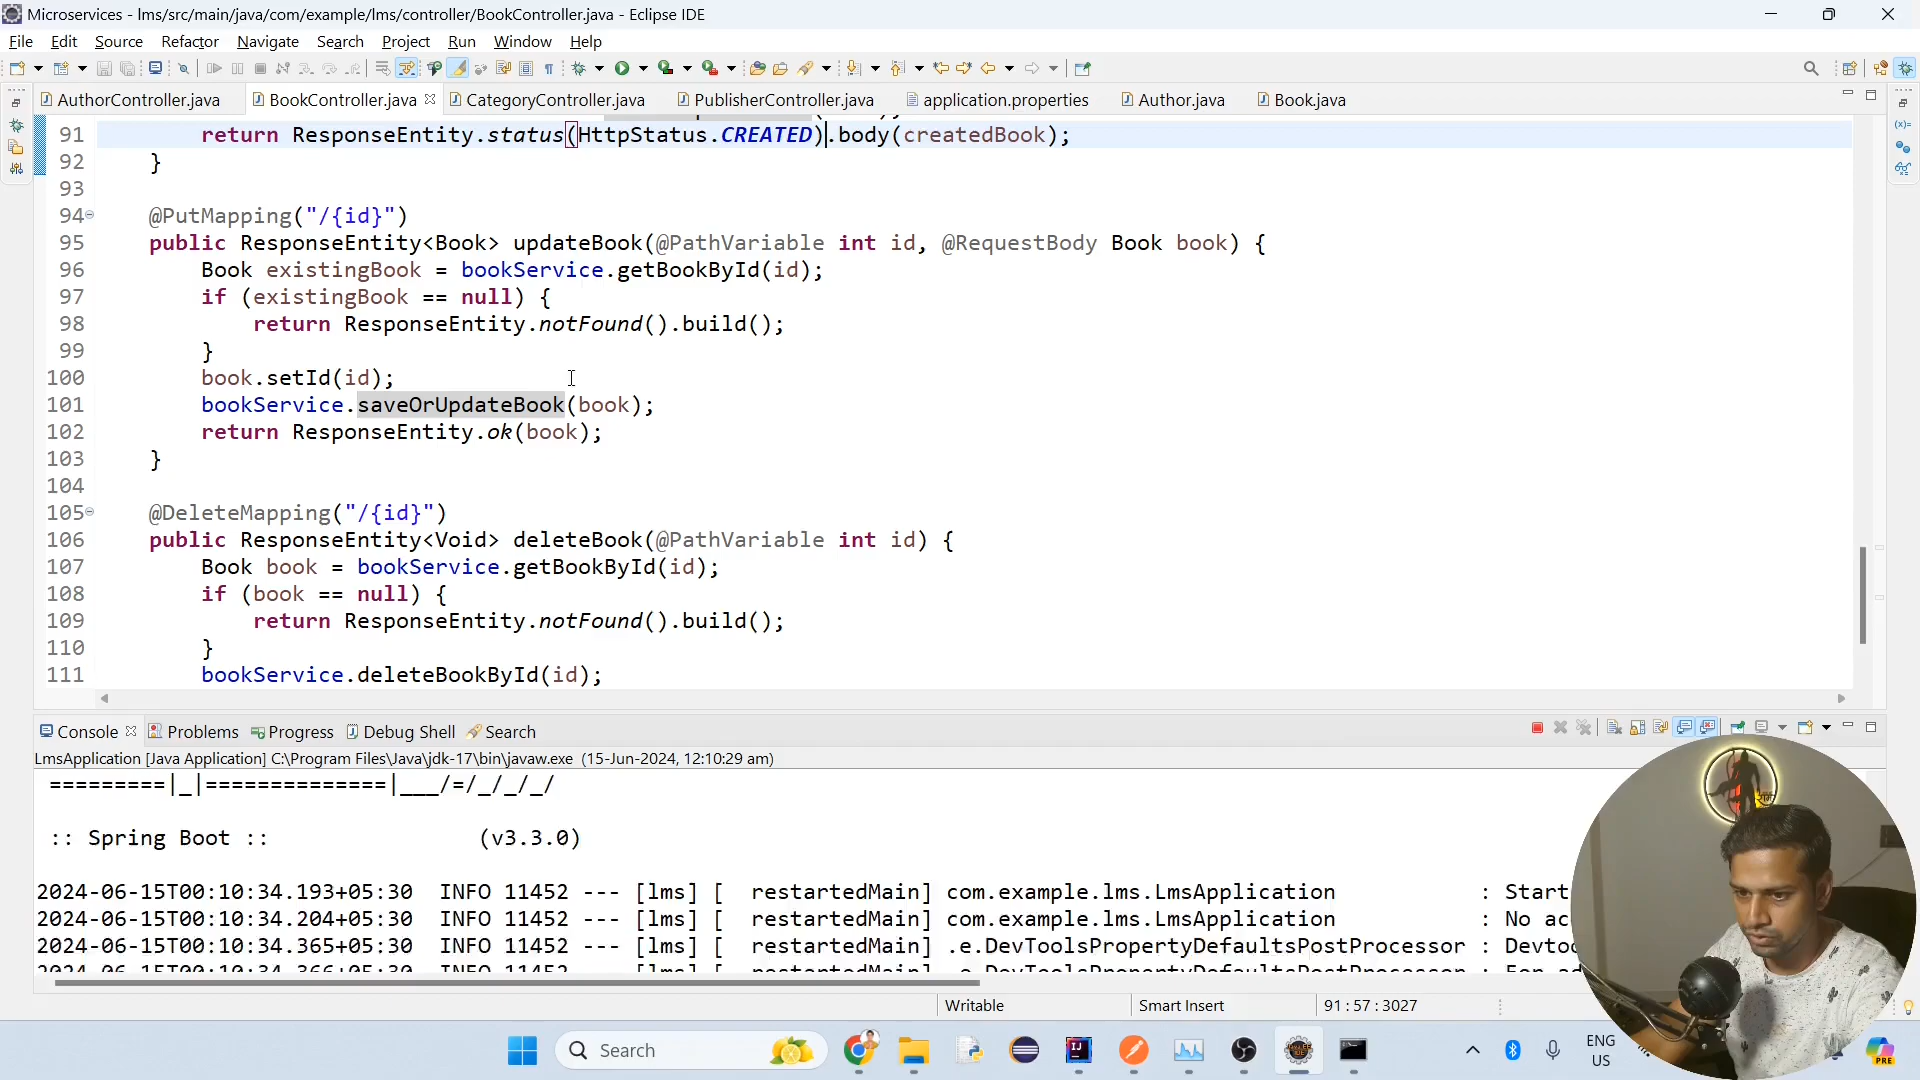 Microservices - lms/src/main/java/com/example/lms/controller/BookController.java - Eclipse IDE
File Edit Source Refactor Navigate Search Project Run Window Help
AuthorController.java BookController.java CategoryController.java PublisherController.java application.properties Author.java Book.java
91 return ResponseEntity.status(HttpStatus.CREATED).body(createdBook);
92 }
93
94 @PutMapping("/{id}")
95 public ResponseEntity<Book> updateBook(@PathVariable int id, @RequestBody Book book) {
96 Book existingBook = bookService.getBookById(id);
97 if (existingBook == null) {
98 return ResponseEntity.notFound().build();
99 }
100 book.setId(id);
101 bookService.saveOrUpdateBook(book);
102 return ResponseEntity.ok(book);
103 }
104
105 @DeleteMapping("/{id}")
106 public ResponseEntity<Void> deleteBook(@PathVariable int id) {
107 Book book = bookService.getBookById(id);
108 if (book == null) {
109 return ResponseEntity.notFound().build();
110 }
111 bookService.deleteBookById(id);
Console Problems Progress Debug Shell Search
LmsApplication [Java Application] C:\Program Files\Java\jdk-17\bin\javaw.exe (15-Jun-2024, 12:10:29 am)
=========|_|==============|___/=/_/_/_/
:: Spring Boot :: (v3.3.0)
2024-06-15T00:10:34.193+05:30 INFO 11452 --- [lms] [ restartedMain] com.example.lms.LmsApplication : Start
2024-06-15T00:10:34.204+05:30 INFO 11452 --- [lms] [ restartedMain] com.example.lms.LmsApplication : No ac
2024-06-15T00:10:34.365+05:30 INFO 11452 --- [lms] [ restartedMain] .e.DevToolsPropertyDefaultsPostProcessor : Devtoo
Writable Smart Insert 91 : 57 : 3027
Search ENG
US
PRE